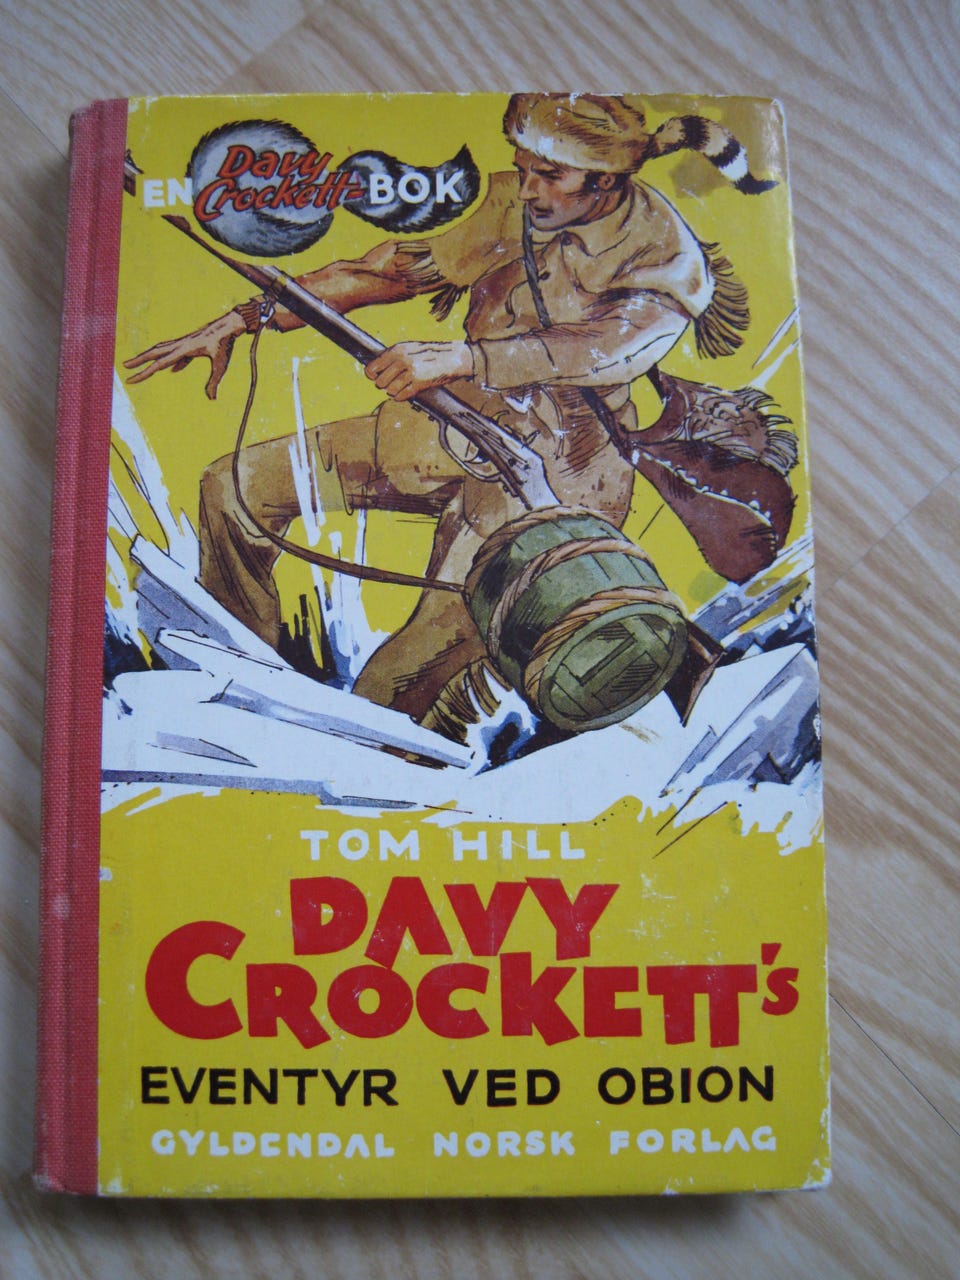 EN Davy Crockett-BOK
TOM HILL
DAVY
CROCKETT's
EVENTYR VED OBION
GYLDENDAL NORSK FORLAG